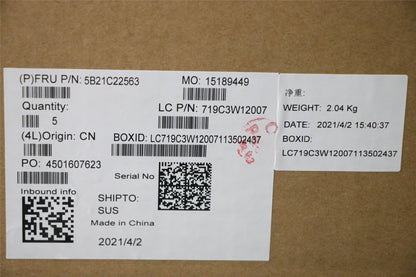 (P)FRU P/N: 5B21C22563
MO: 15189449
Quantity:
5
LC P/N: 719C3W12007
(4L)Origin: CN
BOXID: LC719C3W12007113502437
PO: 4501607623
Serial No
Inbound info
SHIPTO:
SUS
Made in China
2021/4/2
净重:
WEIGHT: 2.04 Kg
DATE: 2021/4/2 15:40:37
BOXID:
LC719C3W12007113502437